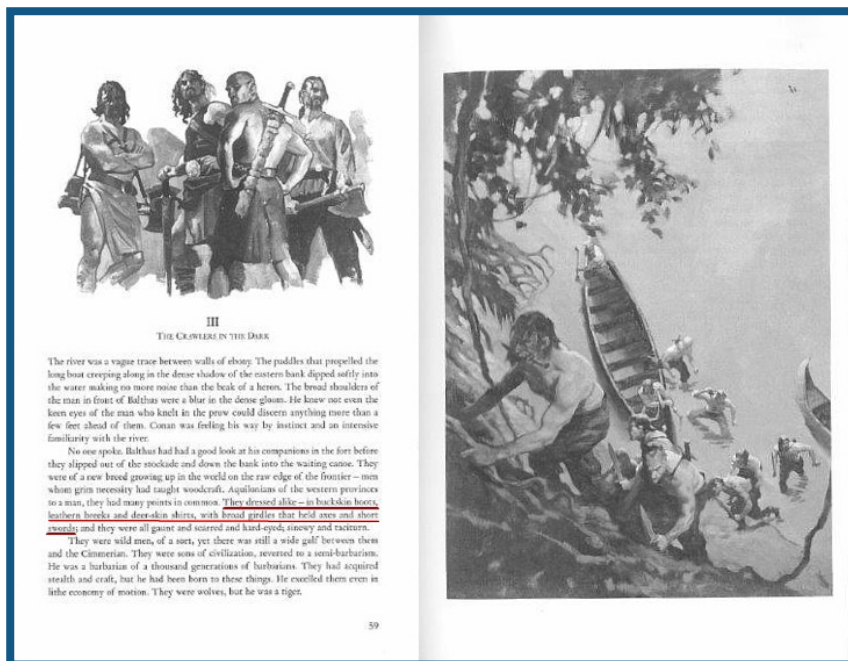 III
THE CRAWLERS IN THE DARK
The river was a vague trace between walls of ebony. The paddles that propelled the
long boat creeping along in the dense shadow of the eastern bank dipped softly into
the water making no more noise than the beak of a heron. The broad shoulders of
the man in front of Balthus were a blur in the dense gloom. He knew not even the
keen eyes of the man who knelt in the prow could discern anything more than a
few feet ahead of them. Conan was feeling his way by instinct and an intensive
familiarity with the river.
No one spoke. Balthus had had a good look at his companions in the fort before
they slipped out of the stockade and down the bank into the waiting canoe. They
were of a new breed growing up in the world on the raw edge of the frontier – men
whom grim necessity had taught woodcraft. Aquilonians of the western provinces
to a man, they had many points in common. They dressed alike – in buckskin boots,
leathern breeks and deer-skin shirts, with broad girdles that held axes and short
swords; and they were all gaunt and scarred and hard-eyed; sinewy and taciturn.
They were wild men, of a sort, yet there was still a wide gulf between them
and the Cimmerian. They were sons of civilization, reverted to a semi-barbarism.
He was a barbarian of a thousand generations of barbarians. They had acquired
stealth and craft, but he had been born to these things. He excelled them even in
lithe economy of motion. They were wolves, but he was a tiger.
59